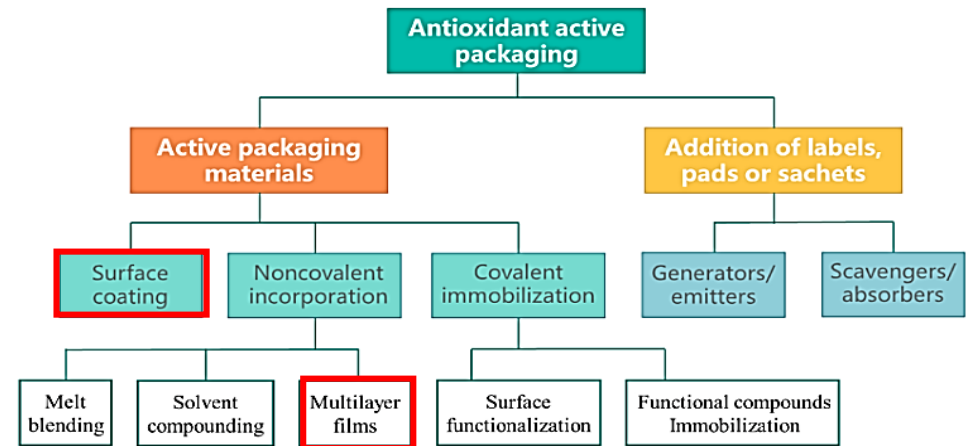 Antioxidant active
packaging
Active packaging
materials
Addition of labels,
pads or sachets
Surface
coating
Noncovalent
incorporation
Covalent
immobilization
Generators/
emitters
Scavengers/
absorbers
Melt
blending
Solvent
compounding
Multilayer
films
Surface
functionalization
Functional compounds
Immobilization